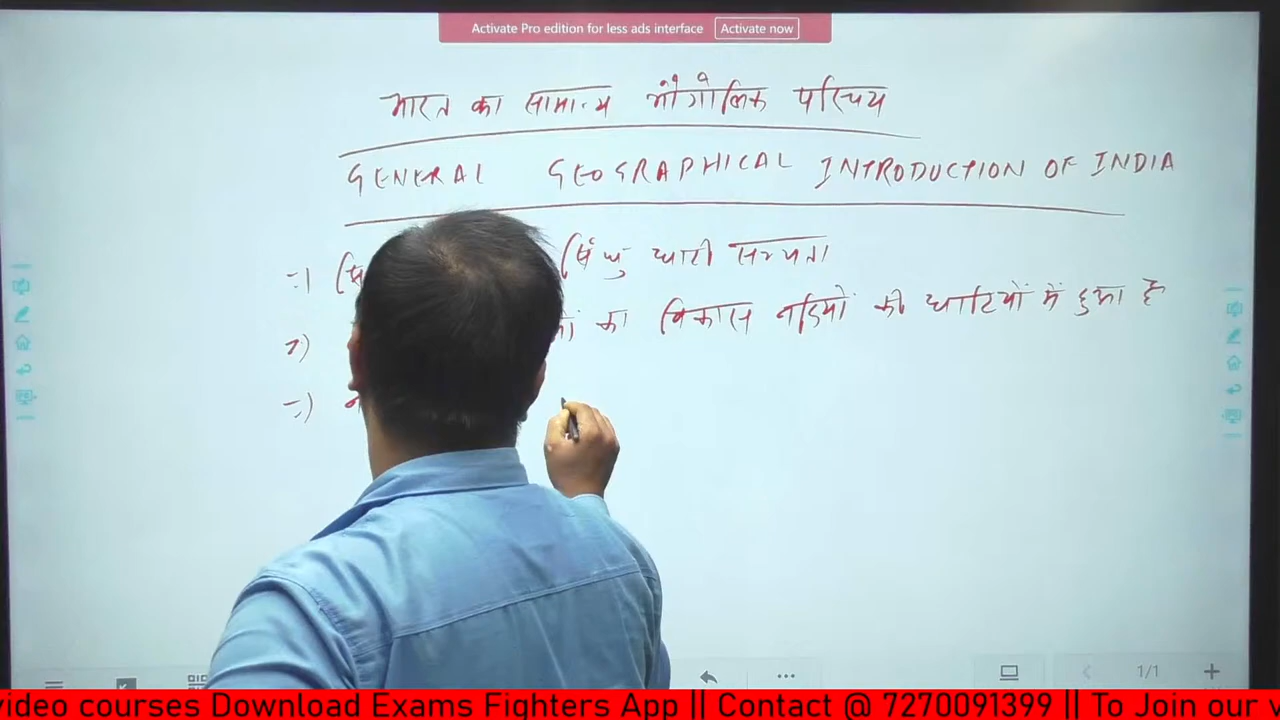 Activate Pro edition for less ads interface Activate now
भारत का सामान्य भौगोलिक परिचय
GENERAL GEOGRAPHICAL INTRODUCTION OF INDIA
सिंधु घाटी सभ्यता
का विकास नदियों की घाटियों में हुआ है
1/1
video courses Download Exams Fighters App || Contact @ 7270091399 || To Join our v